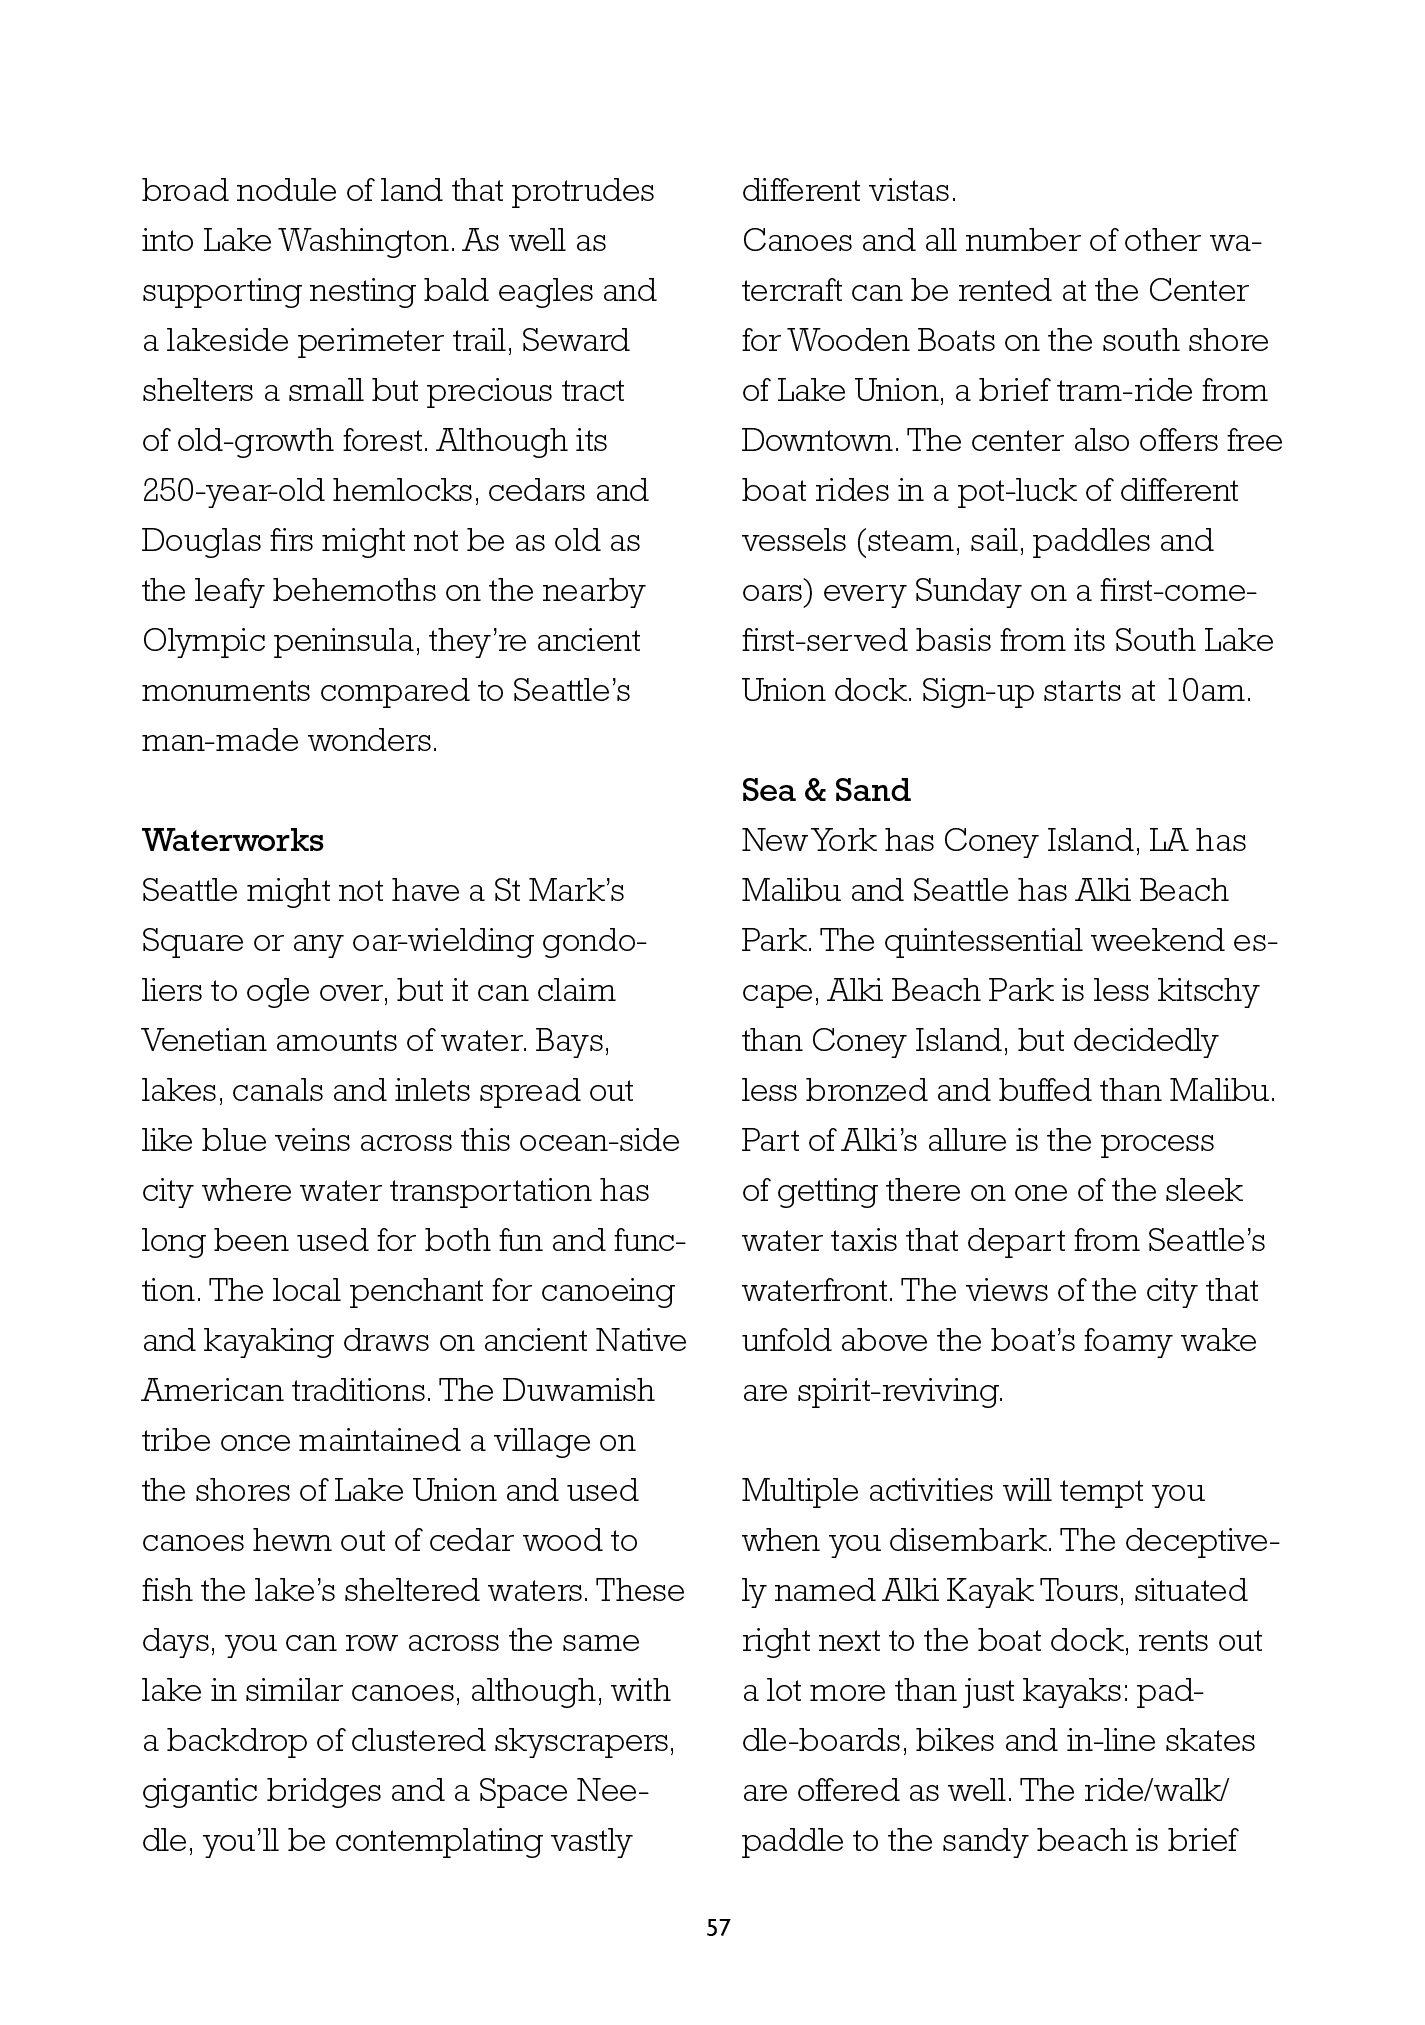 broad nodule of land that protrudes
into Lake Washington. As well as
supporting nesting bald eagles and
a lakeside perimeter trail, Seward
shelters a small but precious tract
of old-growth forest. Although its
250-year-old hemlocks, cedars and
Douglas firs might not be as old as
the leafy behemoths on the nearby
Olympic peninsula, they’re ancient
monuments compared to Seattle’s
man-made wonders.
Waterworks
Seattle might not have a St Mark’s
Square or any oar-wielding gondo-
liers to ogle over, but it can claim
Venetian amounts of water. Bays,
lakes, canals and inlets spread out
like blue veins across this ocean-side
city where water transportation has
long been used for both fun and func-
tion. The local penchant for canoeing
and kayaking draws on ancient Native
American traditions. The Duwamish
tribe once maintained a village on
the shores of Lake Union and used
canoes hewn out of cedar wood to
fish the lake’s sheltered waters. These
days, you can row across the same
lake in similar canoes, although, with
a backdrop of clustered skyscrapers,
gigantic bridges and a Space Nee-
dle, you’ll be contemplating vastly
different vistas.
Canoes and all number of other wa-
tercraft can be rented at the Center
for Wooden Boats on the south shore
of Lake Union, a brief tram-ride from
Downtown. The center also offers free
boat rides in a pot-luck of different
vessels (steam, sail, paddles and
oars) every Sunday on a first-come-
first-served basis from its South Lake
Union dock. Sign-up starts at 10am.
Sea & Sand
New York has Coney Island, LA has
Malibu and Seattle has Alki Beach
Park. The quintessential weekend es-
cape, Alki Beach Park is less kitschy
than Coney Island, but decidedly
less bronzed and buffed than Malibu.
Part of Alki’s allure is the process
of getting there on one of the sleek
water taxis that depart from Seattle’s
waterfront. The views of the city that
unfold above the boat’s foamy wake
are spirit-reviving.
Multiple activities will tempt you
when you disembark. The deceptive-
ly named Alki Kayak Tours, situated
right next to the boat dock, rents out
a lot more than just kayaks: pad-
dle-boards, bikes and in-line skates
are offered as well. The ride/walk/
paddle to the sandy beach is brief
57